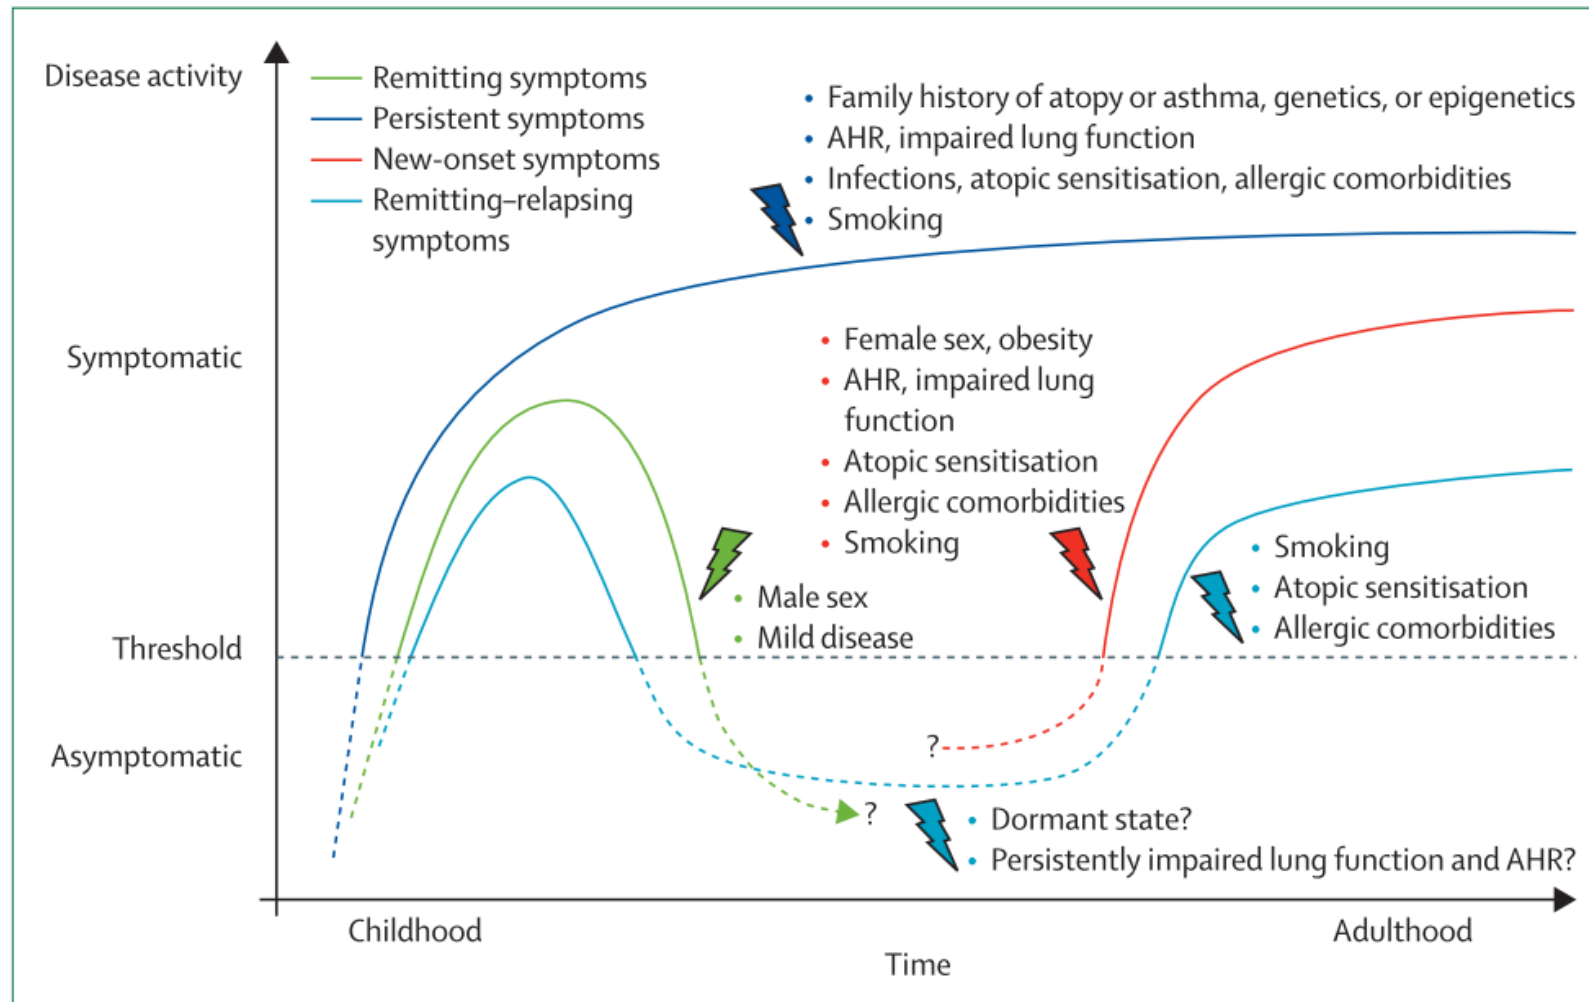 Disease activity
Remitting symptoms
Persistent symptoms
New-onset symptoms
Remitting–relapsing
symptoms
• Family history of atopy or asthma, genetics, or epigenetics
• AHR, impaired lung function
• Infections, atopic sensitisation, allergic comorbidities
• Smoking
Symptomatic
• Female sex, obesity
• AHR, impaired lung
function
• Atopic sensitisation
• Allergic comorbidities
• Smoking
• Male sex
• Mild disease
• Smoking
• Atopic sensitisation
• Allergic comorbidities
Threshold
Asymptomatic
?
?
• Dormant state?
• Persistently impaired lung function and AHR?
Childhood
Adulthood
Time